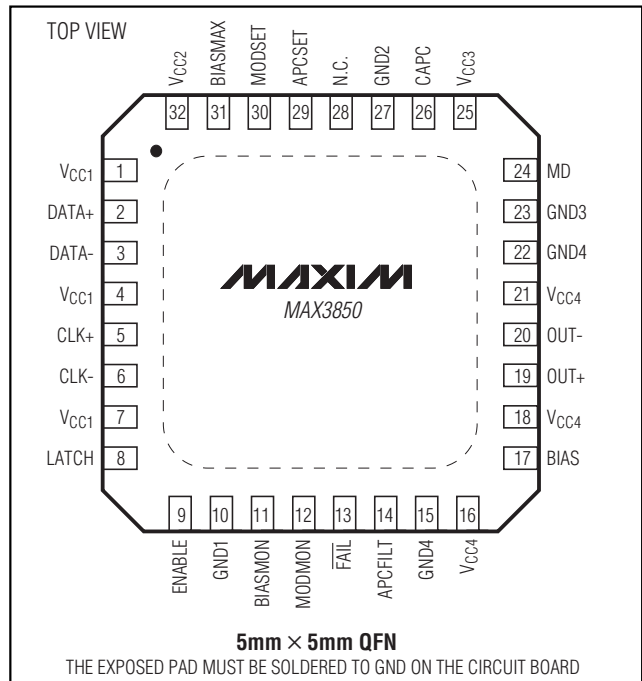 TOP VIEW
VCC2
BIASMAX
MODSET
APCSET
N.C.
GND2
CAPC
VCC3
32 31 30 29 28 27 26 25
VCC1 1
DATA+ 2
DATA- 3
VCC1 4
CLK+ 5
CLK- 6
VCC1 7
LATCH 8
24 MD
23 GND3
22 GND4
21 VCC4
20 OUT-
19 OUT+
18 VCC4
17 BIAS
MAXIM
MAX3850
9 10 11 12 13 14 15 16
ENABLE
GND1
BIASMON
MODMON
FAIL
APCFILT
GND4
VCC4
5mm × 5mm QFN
THE EXPOSED PAD MUST BE SOLDERED TO GND ON THE CIRCUIT BOARD